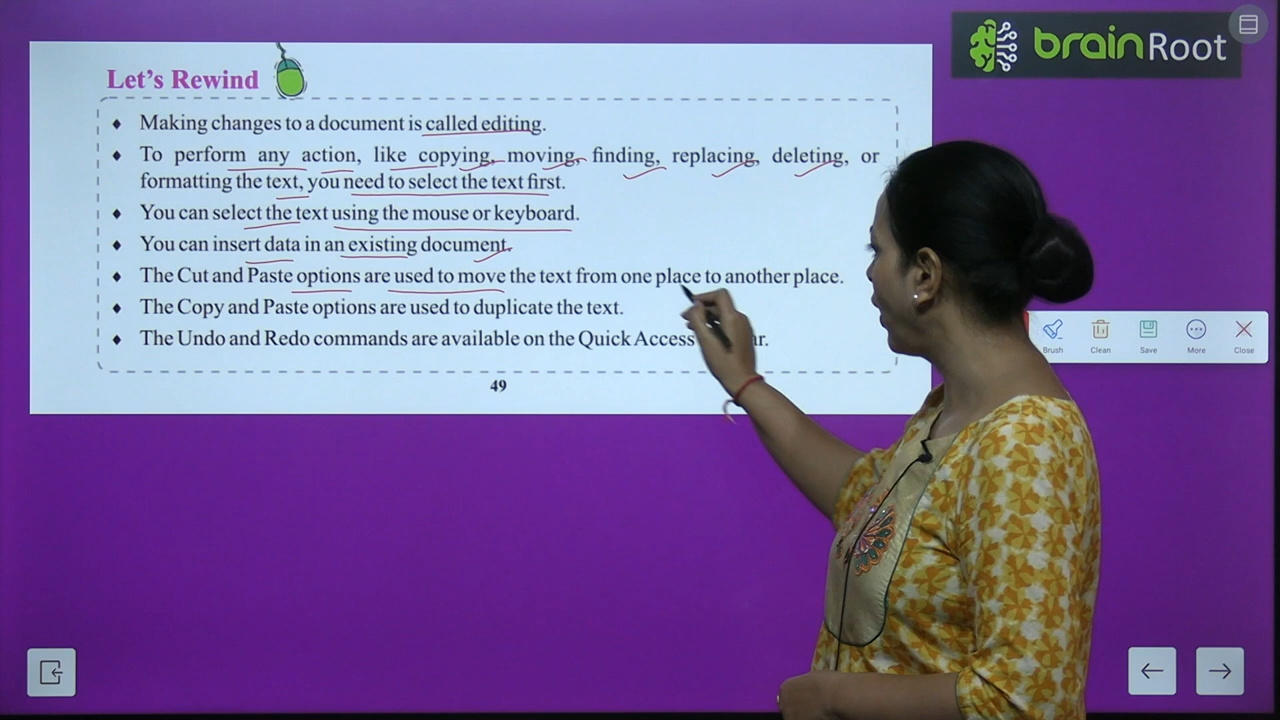 brainRoot
Let's Rewind
♦ Making changes to a document is called editing.
♦ To perform any action, like copying, moving, finding, replacing, deleting, or
formatting the text, you need to select the text first.
♦ You can select the text using the mouse or keyboard.
♦ You can insert data in an existing document.
♦ The Cut and Paste options are used to move the text from one place to another place.
♦ The Copy and Paste options are used to duplicate the text.
♦ The Undo and Redo commands are available on the Quick Access
49
Brush Clean Save More Close